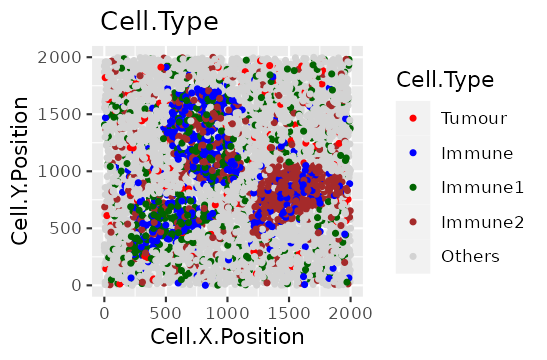 Cell.Type
2000
1500
1000
500
0
Cell.Y.Position
0 500 1000 1500 2000
Cell.X.Position
Cell.Type
Tumour
Immune
Immune1
Immune2
Others